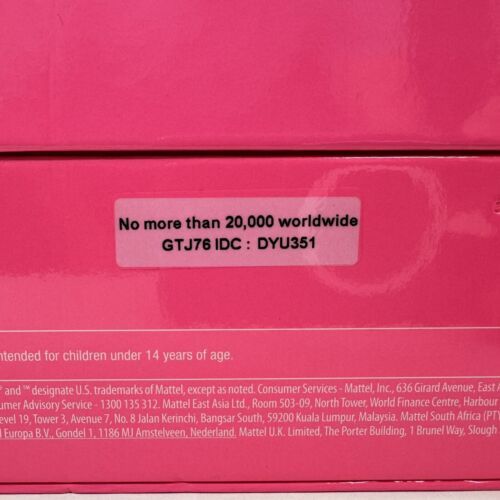 No more than 20,000 worldwide
GTJ76 IDC : DYU351
ntended for children under 14 years of age.
and ™ designate U.S. trademarks of Mattel, except as noted. Consumer Services - Mattel, Inc., 636 Girard Avenue, East A
umer Advisory Service - 1300 135 312. Mattel East Asia Ltd., Room 503-09, North Tower, World Finance Centre, Harbour
evel 19, Tower 3, Avenue 7, No. 8 Jalan Kerinchi, Bangsar South, 59200 Kuala Lumpur, Malaysia. Mattel South Africa (PTY
Europa B.V., Gondel 1, 1186 MJ Amstelveen, Nederland. Mattel U.K. Limited, The Porter Building, 1 Brunel Way, Slough